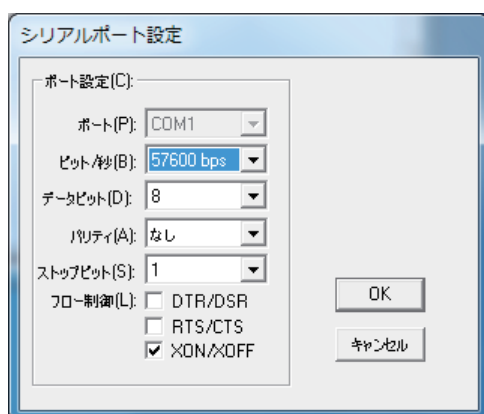 シリアルポート設定
ポート設定(C):
ポート(P): COM1
ビット/秒(B): 57600 bps
データビット(D): 8
パリティ(A): なし
ストップビット(S): 1
フロー制御(L): DTR/DSR
RTS/CTS
XON/XOFF
OK
キャンセル